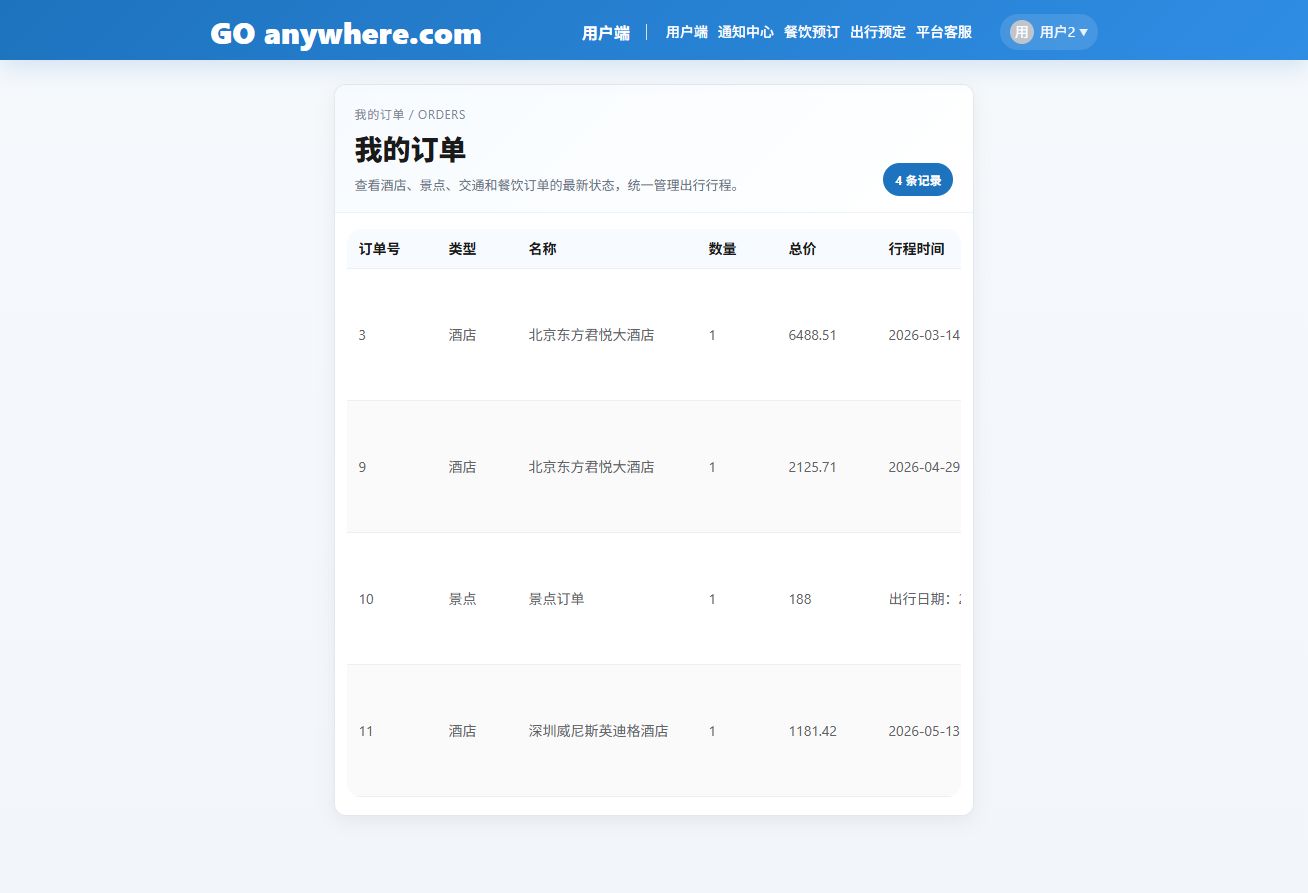 GO anywhere.com 用户端 用户端 通知中心 餐饮预订 出行预定 平台客服 用 用户2 ▼
我的订单 / ORDERS
我的订单
查看酒店、景点、交通和餐饮订单的最新状态，统一管理出行行程。
4 条记录
订单号 类型 名称 数量 总价 行程时间
3 酒店 北京东方君悦大酒店 1 6488.51 2026-03-14
9 酒店 北京东方君悦大酒店 1 2125.71 2026-04-29
10 景点 景点订单 1 188 出行日期：
11 酒店 深圳威尼斯英迪格酒店 1 1181.42 2026-05-13